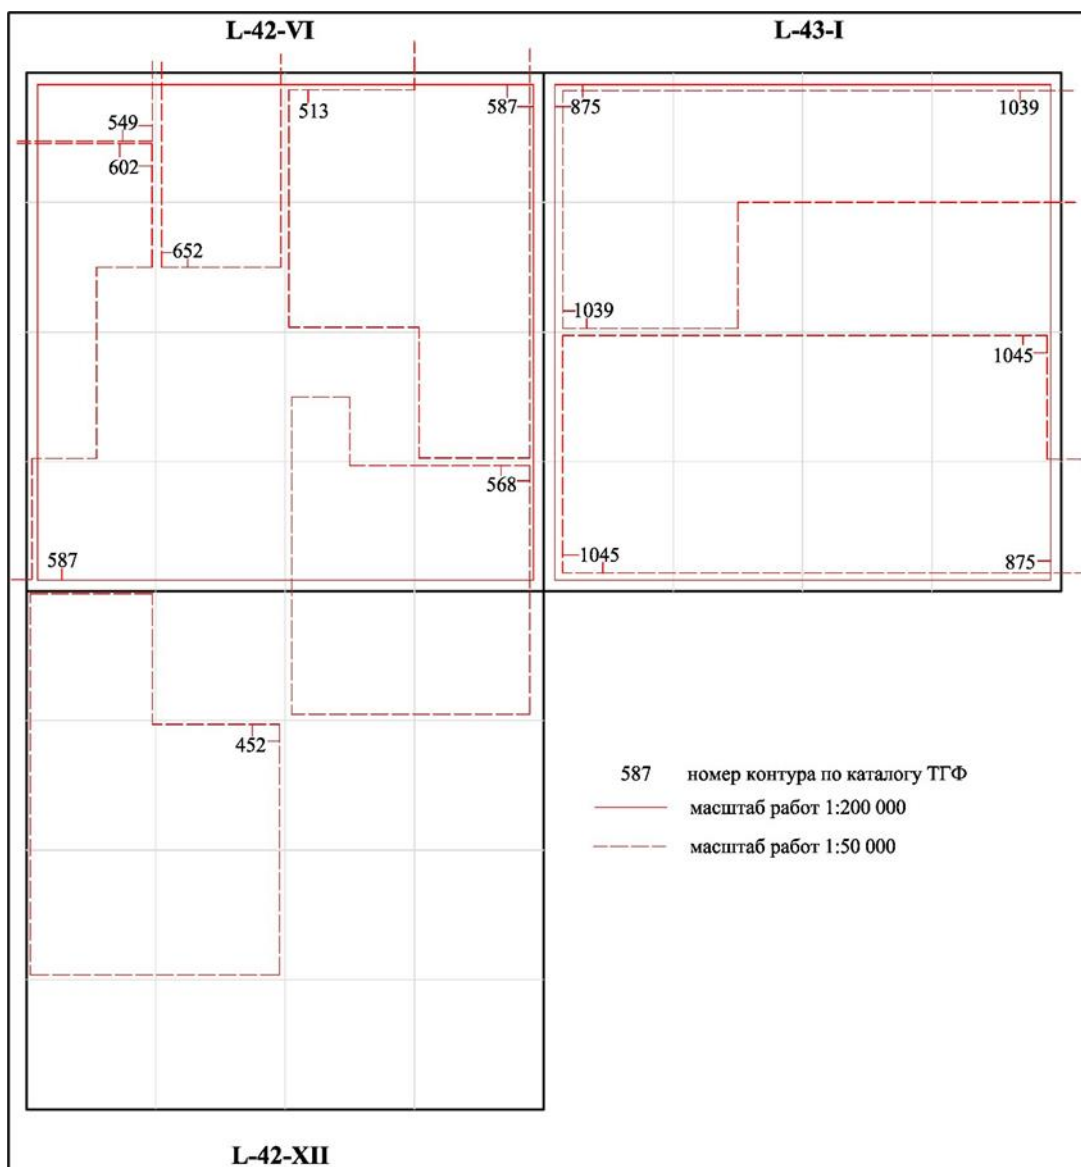 L-42-VI
L-43-I
549
602
513
587
652
875
1039
1039
1045
568
587
1045
875
452
587 номер контура по каталогу ТГФ
масштаб работ 1:200 000
масштаб работ 1:50 000
L-42-XII